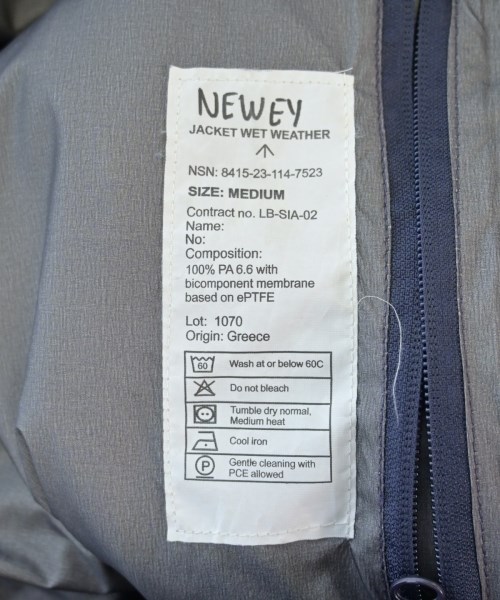 NEWEY
JACKET WET WEATHER
NSN: 8415-23-114-7523
SIZE: MEDIUM
Contract no. LB-SIA-02
Name:
No:
Composition:
100% PA 6.6 with
bicomponent membrane
based on ePTFE
Lot: 1070
Origin: Greece
60 Wash at or below 60C
Do not bleach
Tumble dry normal,
Medium heat
Cool iron
P Gentle cleaning with
PCE allowed